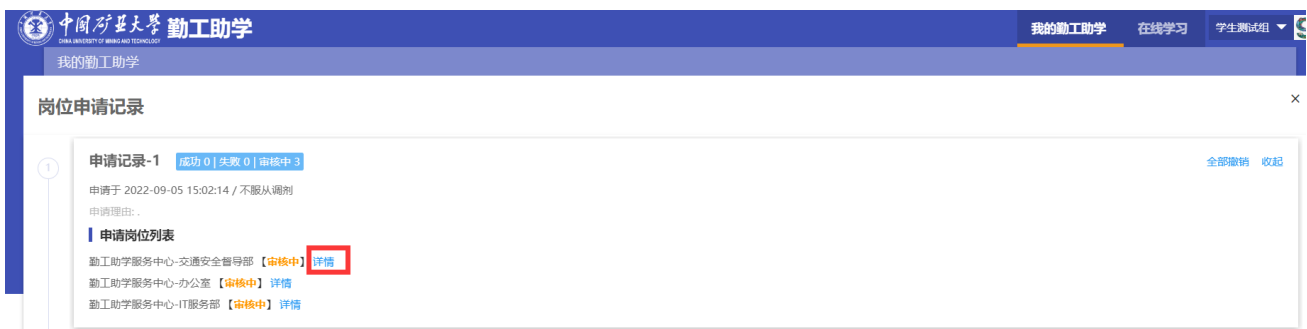 中国矿业大学 勤工助学 我的勤工助学 在线学习 学生测试组
CHINA UNIVERSITY OF MINING AND TECHNOLOGY
我的勤工助学
岗位申请记录 ×
1 申请记录-1 成功 0 | 失败 0 | 审核中 3 全部撤销 收起
申请于 2022-09-05 15:02:14 / 不服从调剂
申请理由: .
申请岗位列表
勤工助学服务中心-交通安全督导部 【审核中】 详情
勤工助学服务中心-办公室 【审核中】 详情
勤工助学服务中心-IT服务部 【审核中】 详情